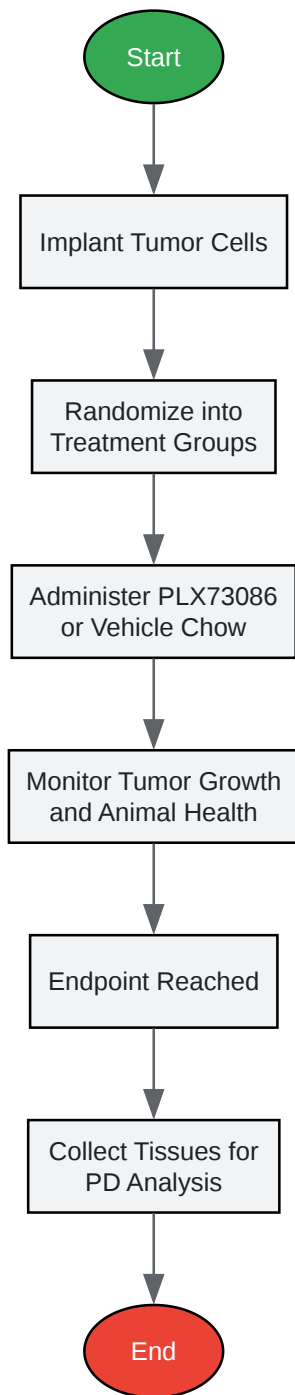 Start
Implant Tumor Cells
Randomize into
Treatment Groups
Administer PLX73086
or Vehicle Chow
Monitor Tumor Growth
and Animal Health
Endpoint Reached
Collect Tissues for
PD Analysis
End